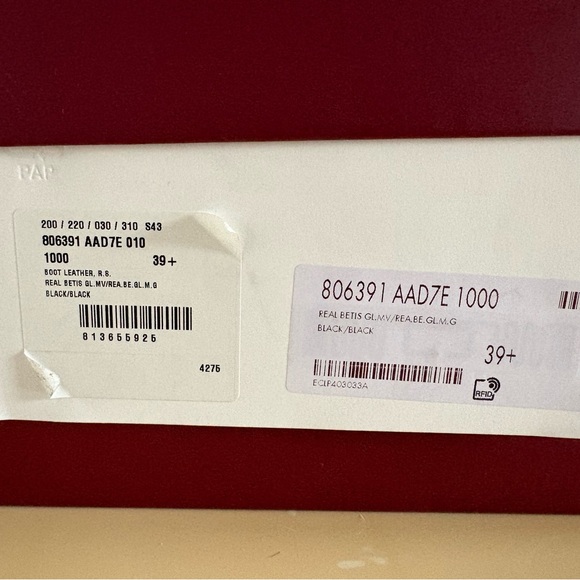 PAP
200 / 220 / 030 / 310 S43
806391 AAD7E 010
1000 39+
BOOT LEATHER, R.S.
REAL BETIS GL.MV/REA.BE.GL.M.G
BLACK/BLACK
813655925
4275
806391 AAD7E 1000
REAL BETIS GL.MV/REA.BE.GL.M.G
BLACK/BLACK
39+
ECLP403033A
RFID